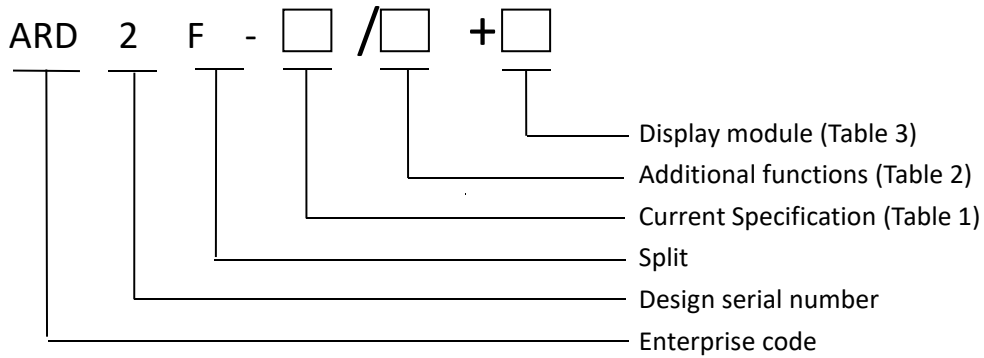 ARD 2 F - □ /□ +□
Display module (Table 3)
Additional functions (Table 2)
Current Specification (Table 1)
Split
Design serial number
Enterprise code